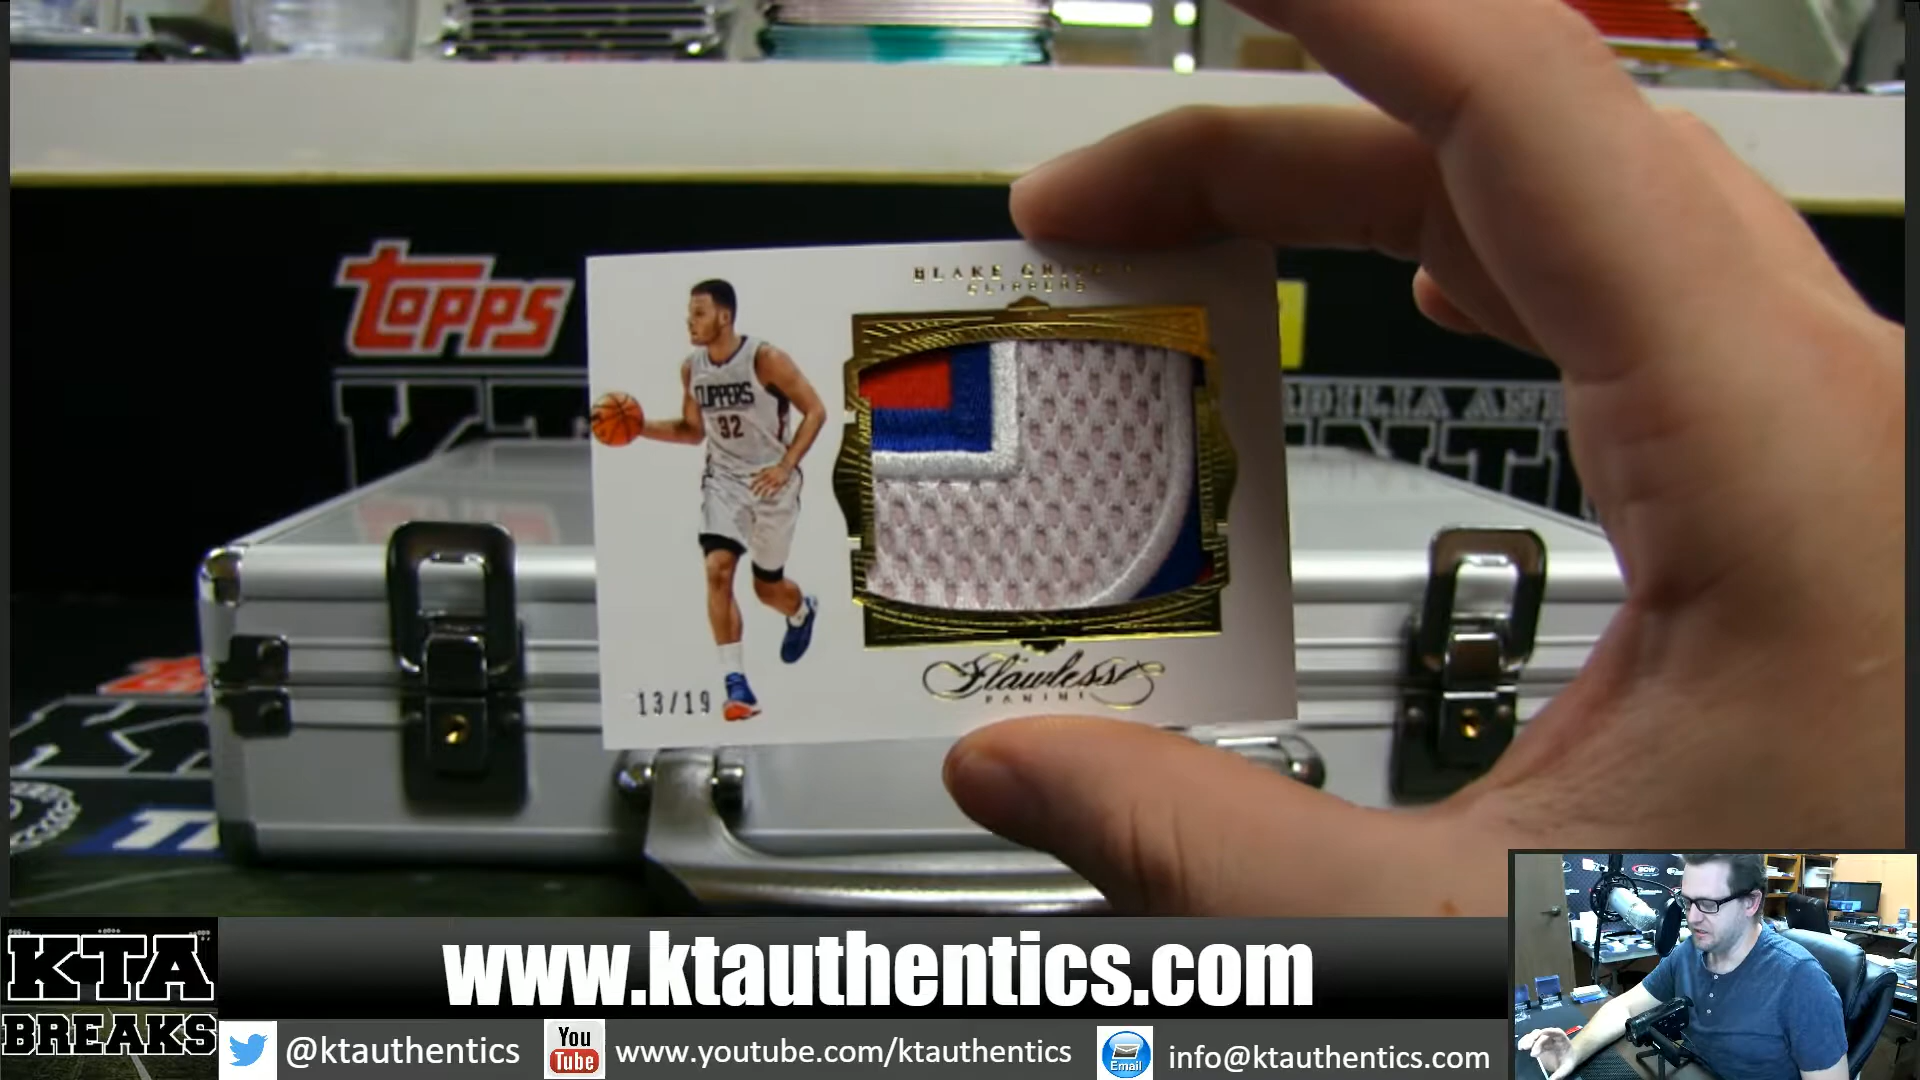 topps
BLAKE GRIFFIN
CLIPPERS
CLIPPERS
32
13/19
Flawless
PANINI
KTA
BREAKS
www.ktauthentics.com
@ktauthentics
You
Tube
www.youtube.com/ktauthentics
Email
info@ktauthentics.com